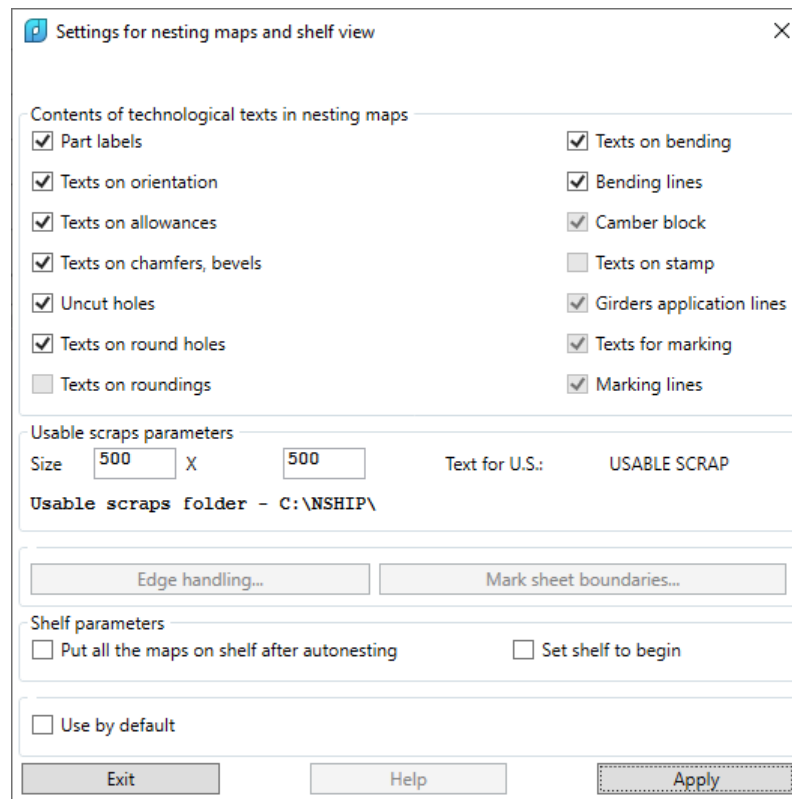 Settings for nesting maps and shelf view
Contents of technological texts in nesting maps
Part labels
Texts on bending
Texts on orientation
Bending lines
Texts on allowances
Camber block
Texts on chamfers, bevels
Texts on stamp
Uncut holes
Girders application lines
Texts on round holes
Texts for marking
Texts on roundings
Marking lines
Usable scraps parameters
Size 500 X 500 Text for U.S.: USABLE SCRAP
Usable scraps folder - C:\NSHIP\
Edge handling... Mark sheet boundaries...
Shelf parameters
Put all the maps on shelf after autonesting Set shelf to begin
Use by default
Exit Help Apply